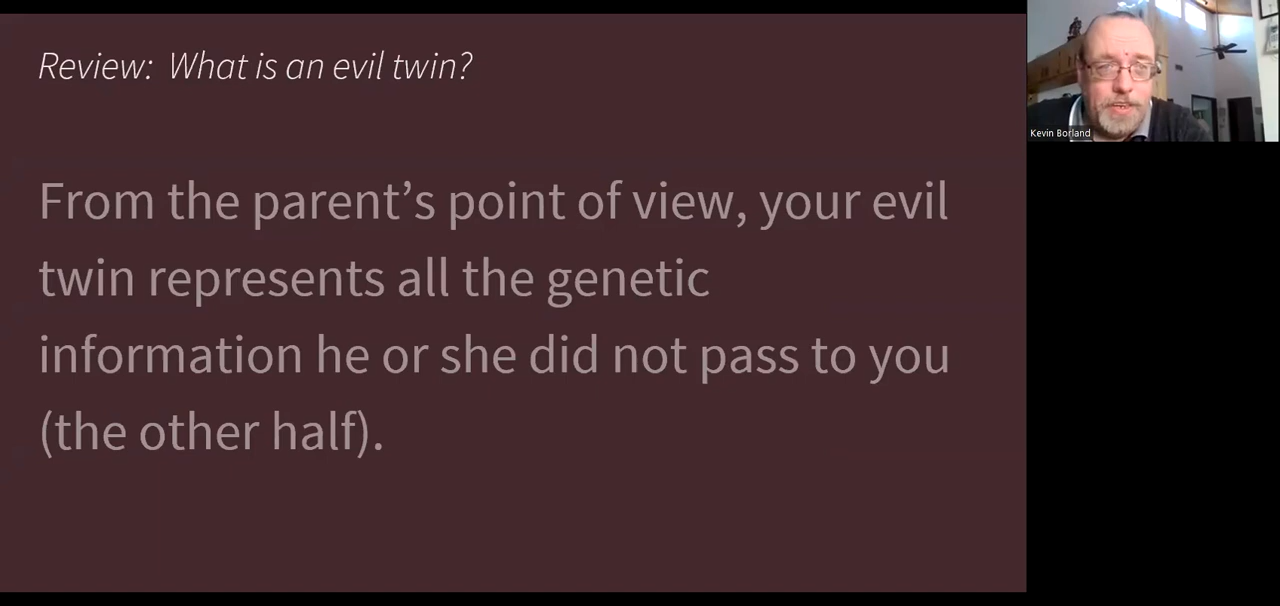 Review: What is an evil twin?
From the parent’s point of view, your evil
twin represents all the genetic
information he or she did not pass to you
(the other half).
Kevin Borland